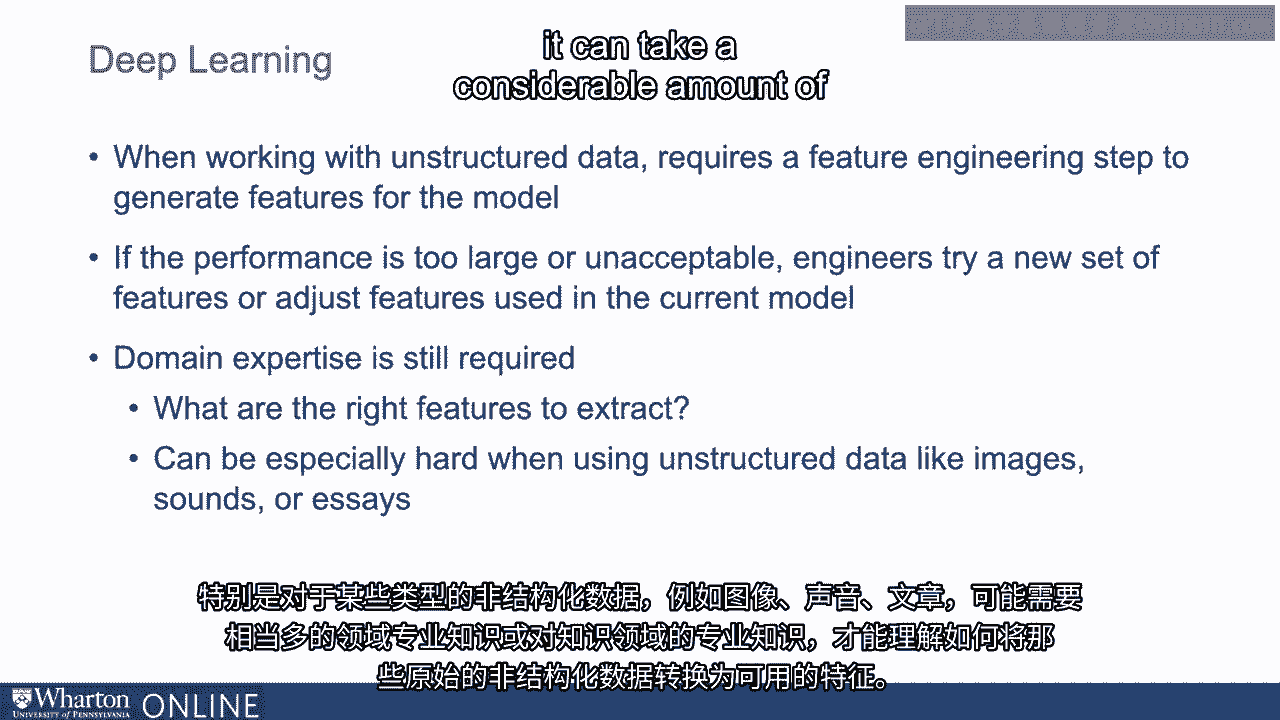 it can take a
considerable amount of
Deep Learning
• When working with unstructured data, requires a feature engineering step to
generate features for the model
• If the performance is too large or unacceptable, engineers try a new set of
features or adjust features used in the current model
• Domain expertise is still required
• What are the right features to extract?
• Can be especially hard when using unstructured data like images,
sounds, or essays
特别是对于某些类型的非结构化数据，例如图像、声音、文章，可能需要
相当多的领域专业知识或对知识领域的专业知识，才能理解如何将那
些原始的非结构化数据转换为可用的特征。
Wharton ONLINE
UNIVERSITY of PENNSYLVANIA